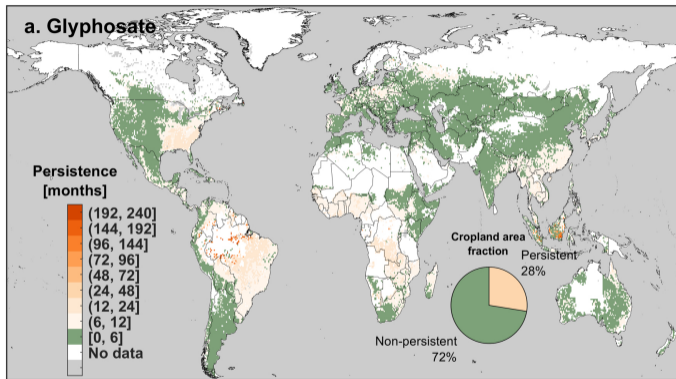 a. Glyphosate
Persistence
[months]
(192, 240]
(144, 192]
(96, 144]
(72, 96]
(48, 72]
(24, 48]
(12, 24]
(6, 12]
[0, 6]
No data
Cropland area
fraction
Persistent
28%
Non-persistent
72%